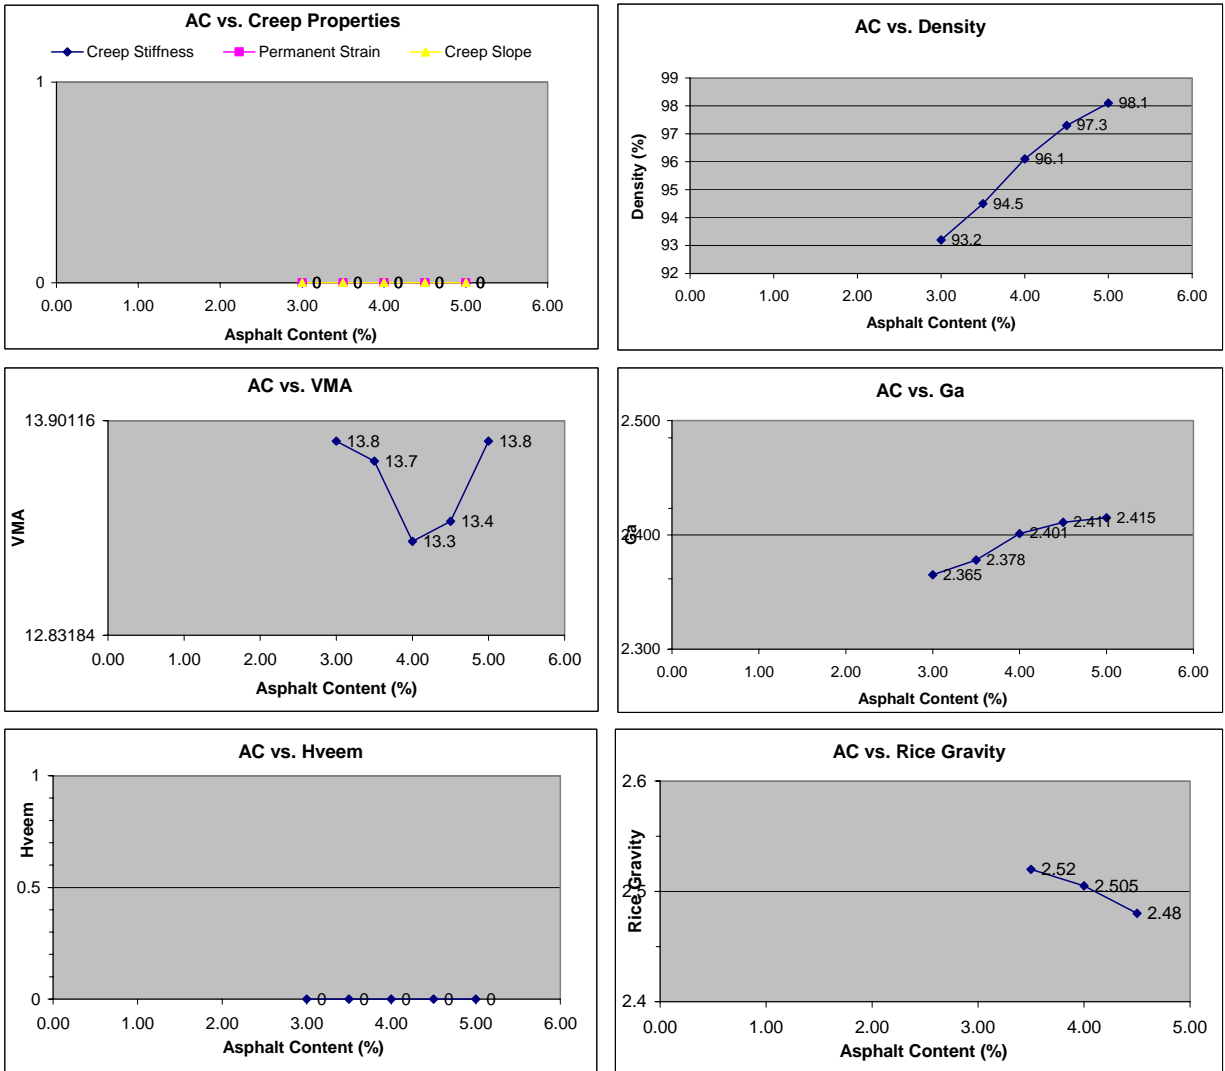 AC vs. Creep Properties
Creep Stiffness Permanent Strain Creep Slope
1
0
0 0 0 0 0
0.00 1.00 2.00 3.00 4.00 5.00 6.00
Asphalt Content (%)
AC vs. Density
Density (%)
99
98
97
96
95
94
93
92
98.1
97.3
96.1
94.5
93.2
0.00 1.00 2.00 3.00 4.00 5.00 6.00
Asphalt Content (%)
AC vs. VMA
VMA
13.90116
12.83184
13.8
13.7
13.3
13.4
13.8
0.00 1.00 2.00 3.00 4.00 5.00 6.00
Asphalt Content (%)
AC vs. Ga
Ga
2.500
2.400
2.300
2.365
2.378
2.401
2.411
2.415
0.00 1.00 2.00 3.00 4.00 5.00 6.00
Asphalt Content (%)
AC vs. Hveem
Hveem
1
0.5
0
0 0 0 0 0
0.00 1.00 2.00 3.00 4.00 5.00 6.00
Asphalt Content (%)
AC vs. Rice Gravity
Rice Gravity
2.6
2.5
2.4
2.52
2.505
2.48
0.00 1.00 2.00 3.00 4.00 5.00
Asphalt Content (%)